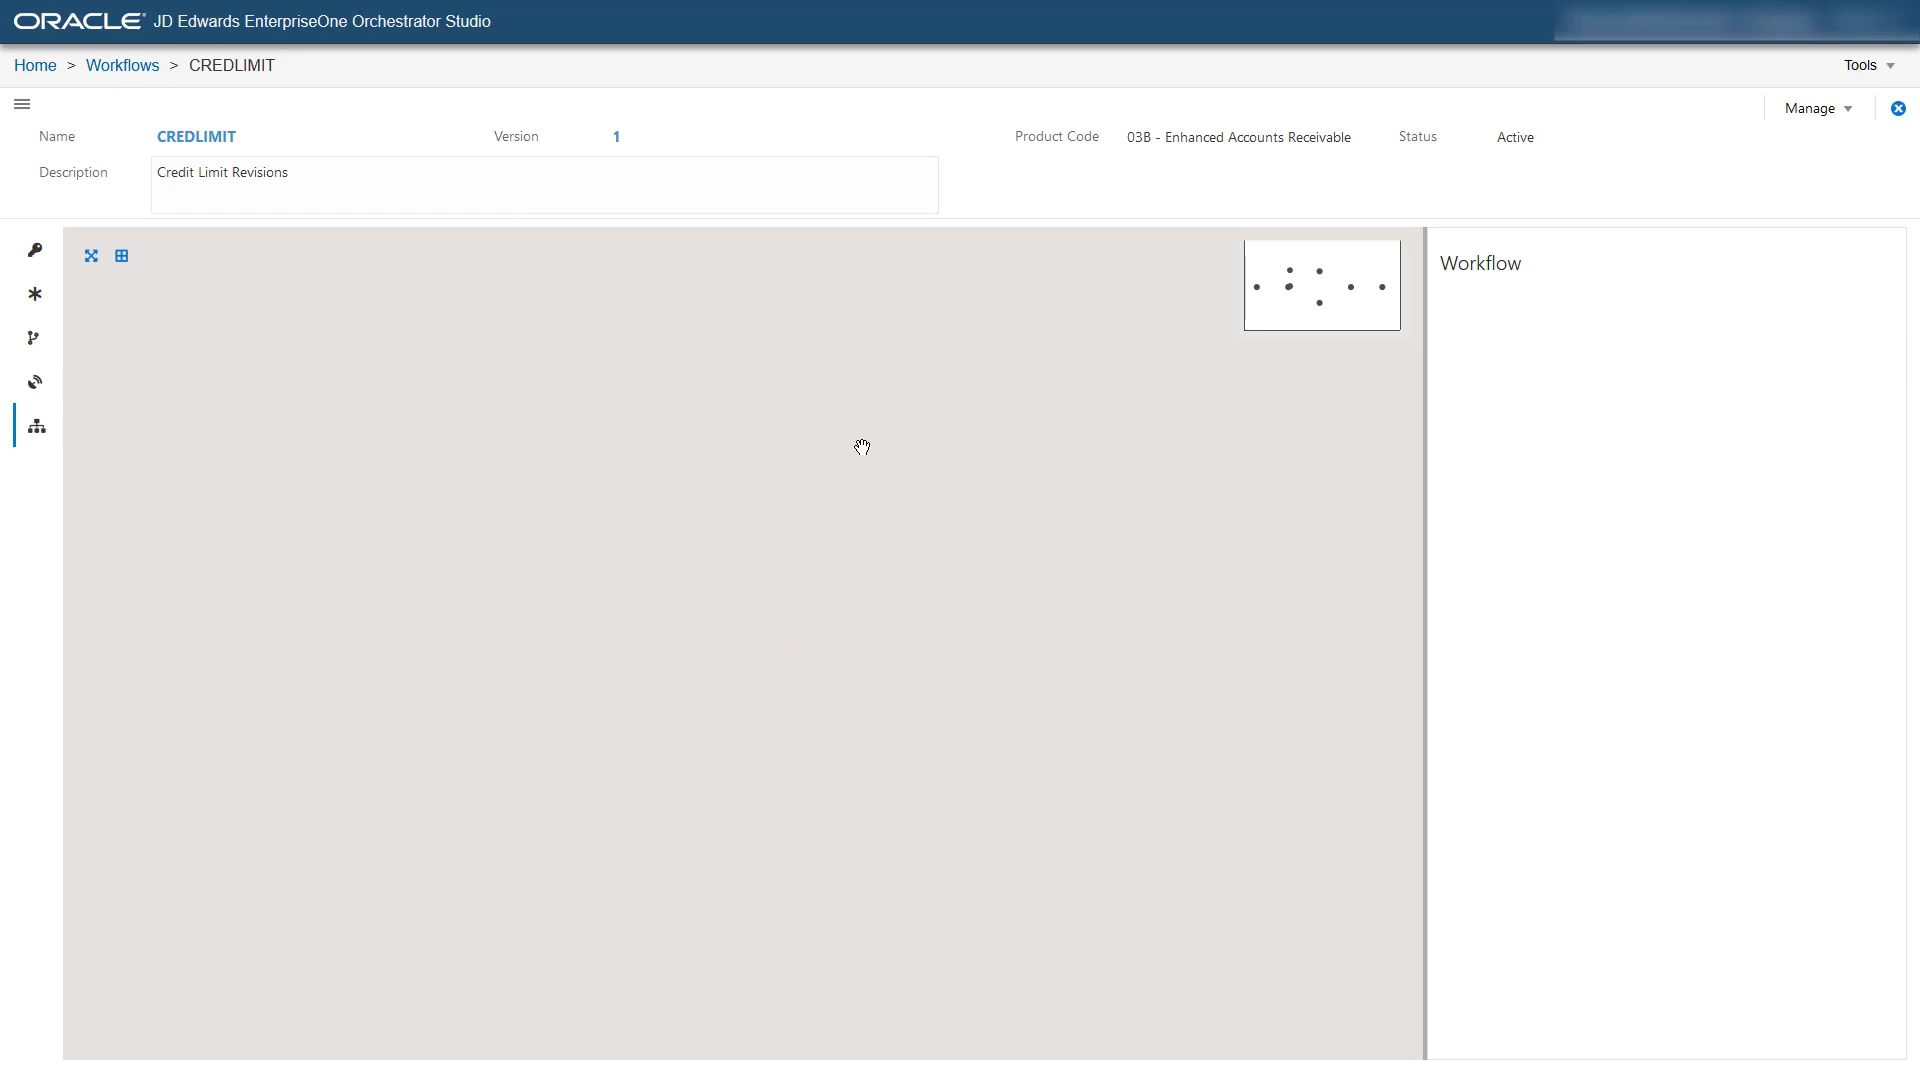 ORACLE JD Edwards EnterpriseOne Orchestrator Studio
Home > Workflows > CREDLIMIT Tools
Manage
Name CREDLIMIT Version 1 Product Code 03B - Enhanced Accounts Receivable Status Active
Description Credit Limit Revisions
Workflow